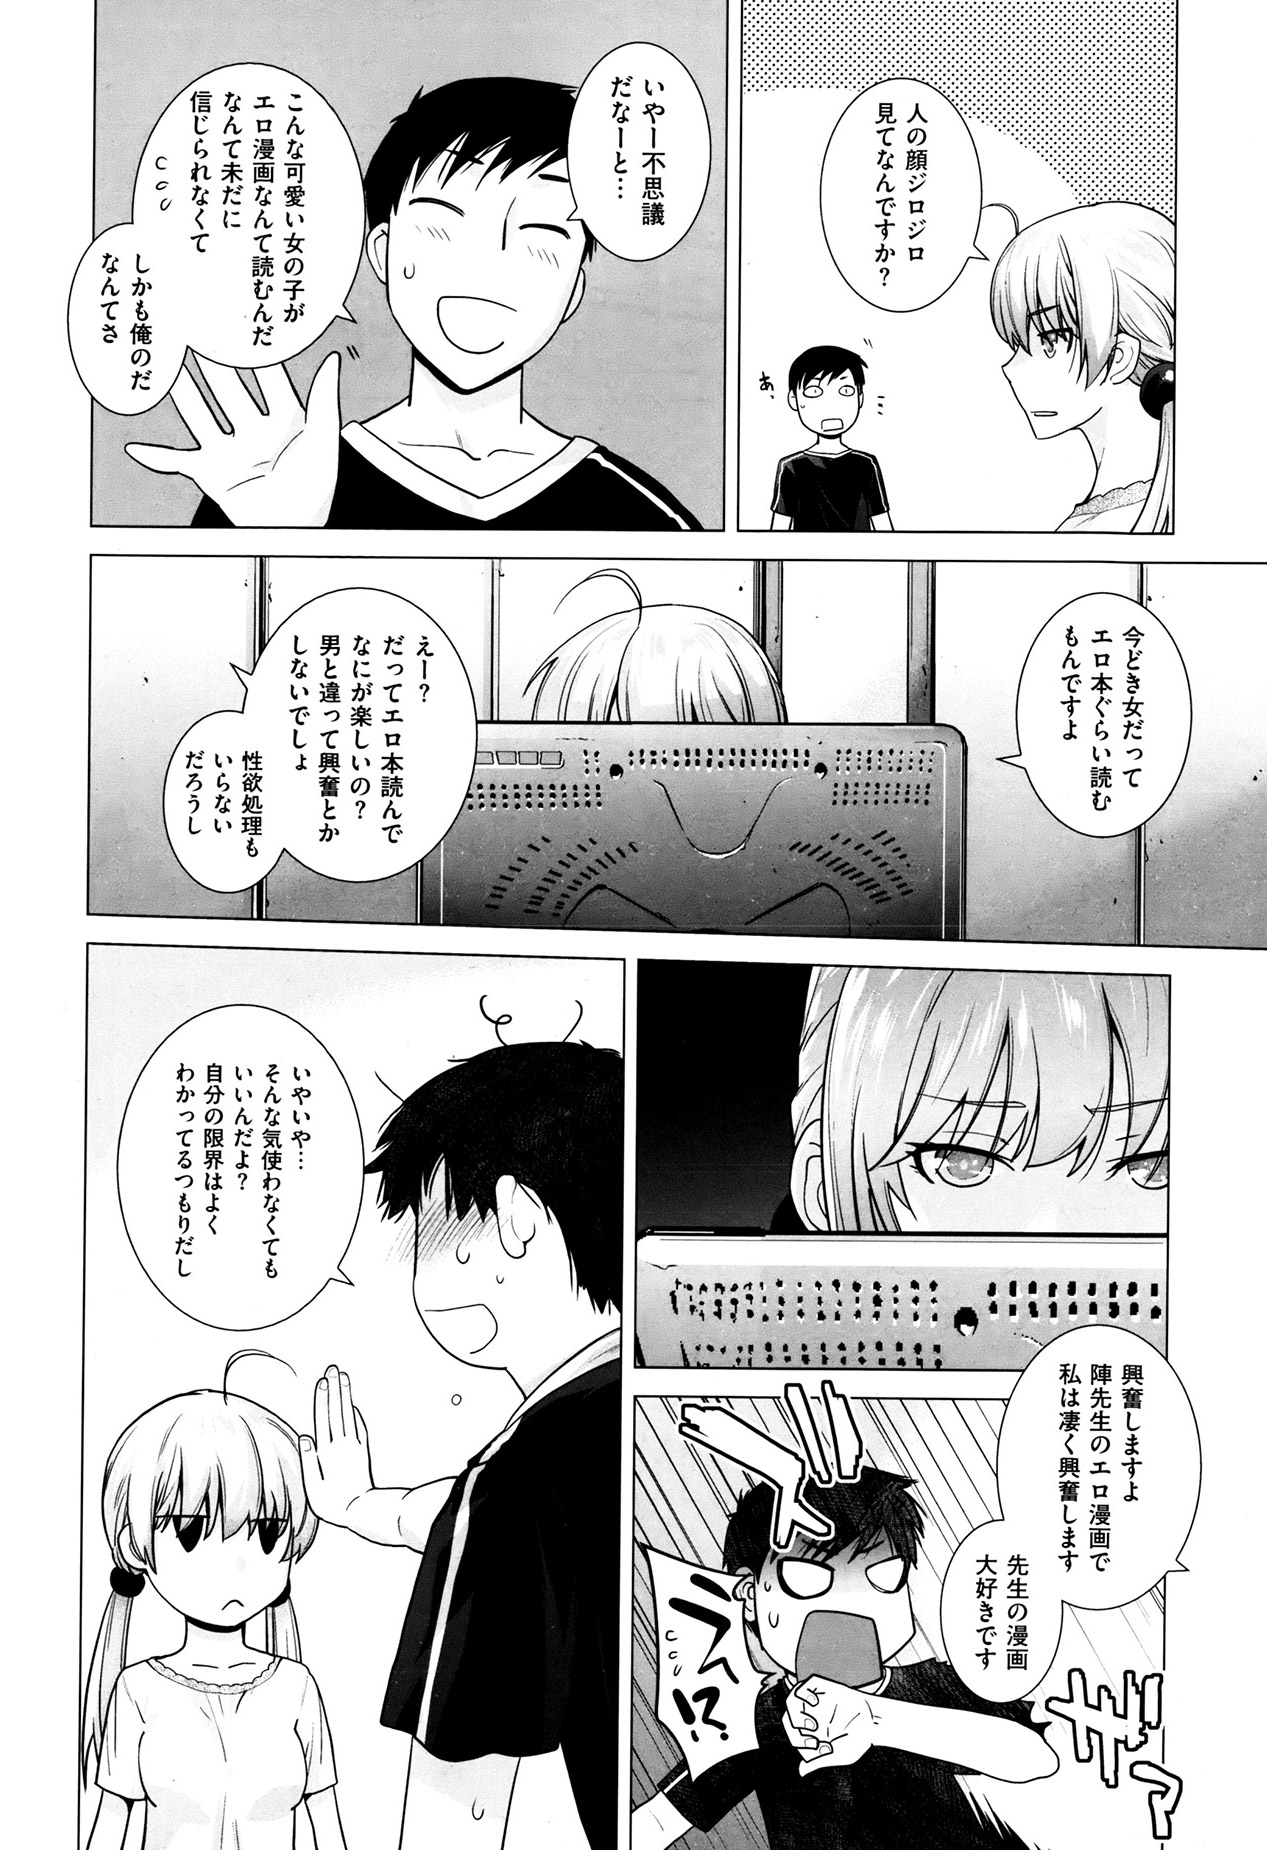 人の顔ジロジロ
見てなんですか？
あ、
いやー不思議
だなーと…
こんな可愛い女の子が
エロ漫画なんて読むんだ
なんて未だに
信じられなくて
しかも俺のだ
なんてさ
今どき女だって
エロ本ぐらい読む
もんですよ
えー？
だってエロ本読んで
なにが楽しいの？
男と違って興奮とか
しないでしょ
性欲処理も
いらない
だろうし
興奮しますよ
陣先生のエロ漫画で
私は凄く興奮します
先生の漫画
大好きです
うっ!?
いやいや…
そんな気使わなくても
いいんだよ？
自分の限界はよく
わかってるつもりだし